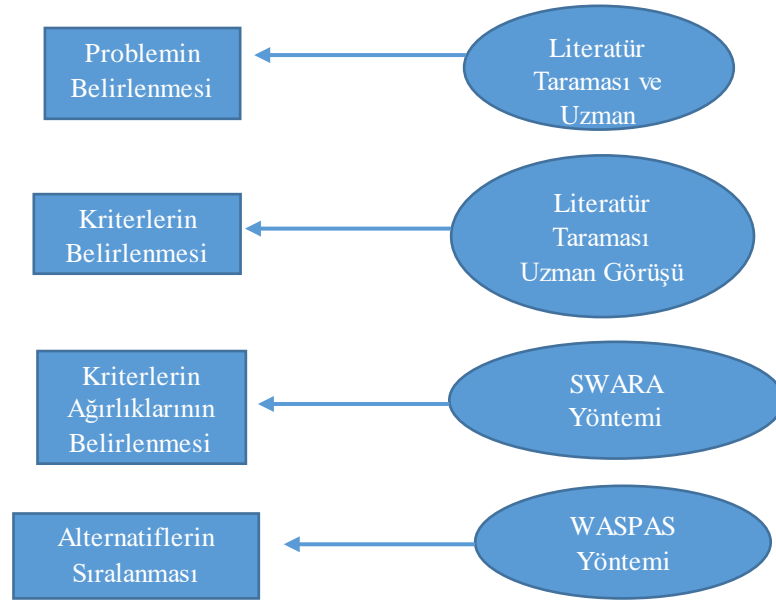 Problemin
Belirlenmesi
Literatür
Taraması ve
Uzman
Kriterlerin
Belirlenmesi
Literatür
Taraması
Uzman Görüşü
Kriterlerin
Ağırlıklarının
Belirlenmesi
SWARA
Yöntemi
Alternatiflerin
Sıralanması
WASPAS
Yöntemi